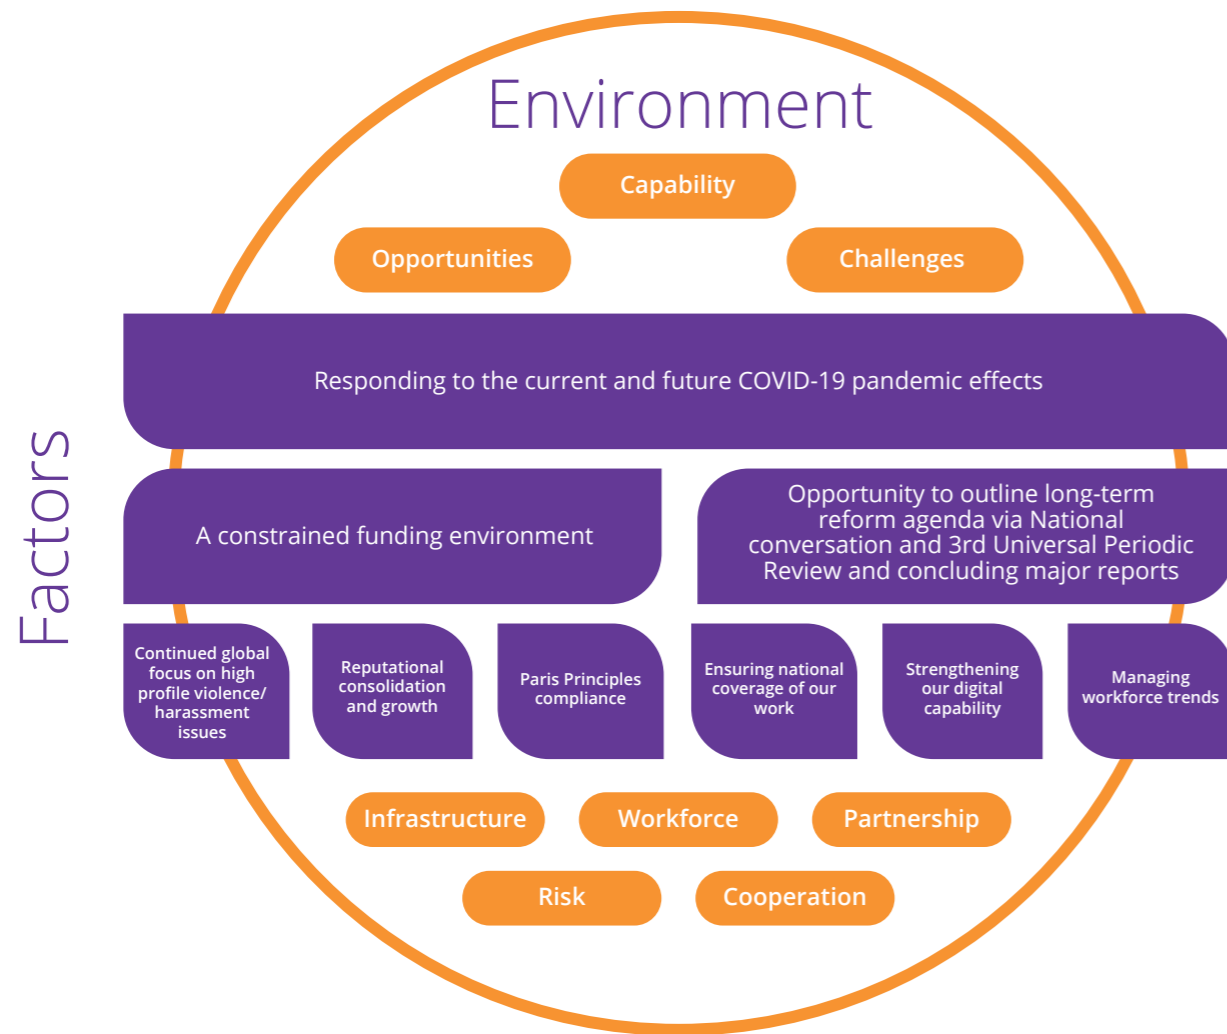 Environment
Capability
Opportunities
Challenges
Responding to the current and future COVID-19 pandemic effects
Factors
A constrained funding environment
Opportunity to outline long-term
reform agenda via National
conversation and 3rd Universal Periodic
Review and concluding major reports
Continued global
focus on high
profile violence/
harassment
issues
Reputational
consolidation
and growth
Paris Principles
compliance
Ensuring national
coverage of our
work
Strengthening
our digital
capability
Managing
workforce trends
Infrastructure
Workforce
Partnership
Risk
Cooperation